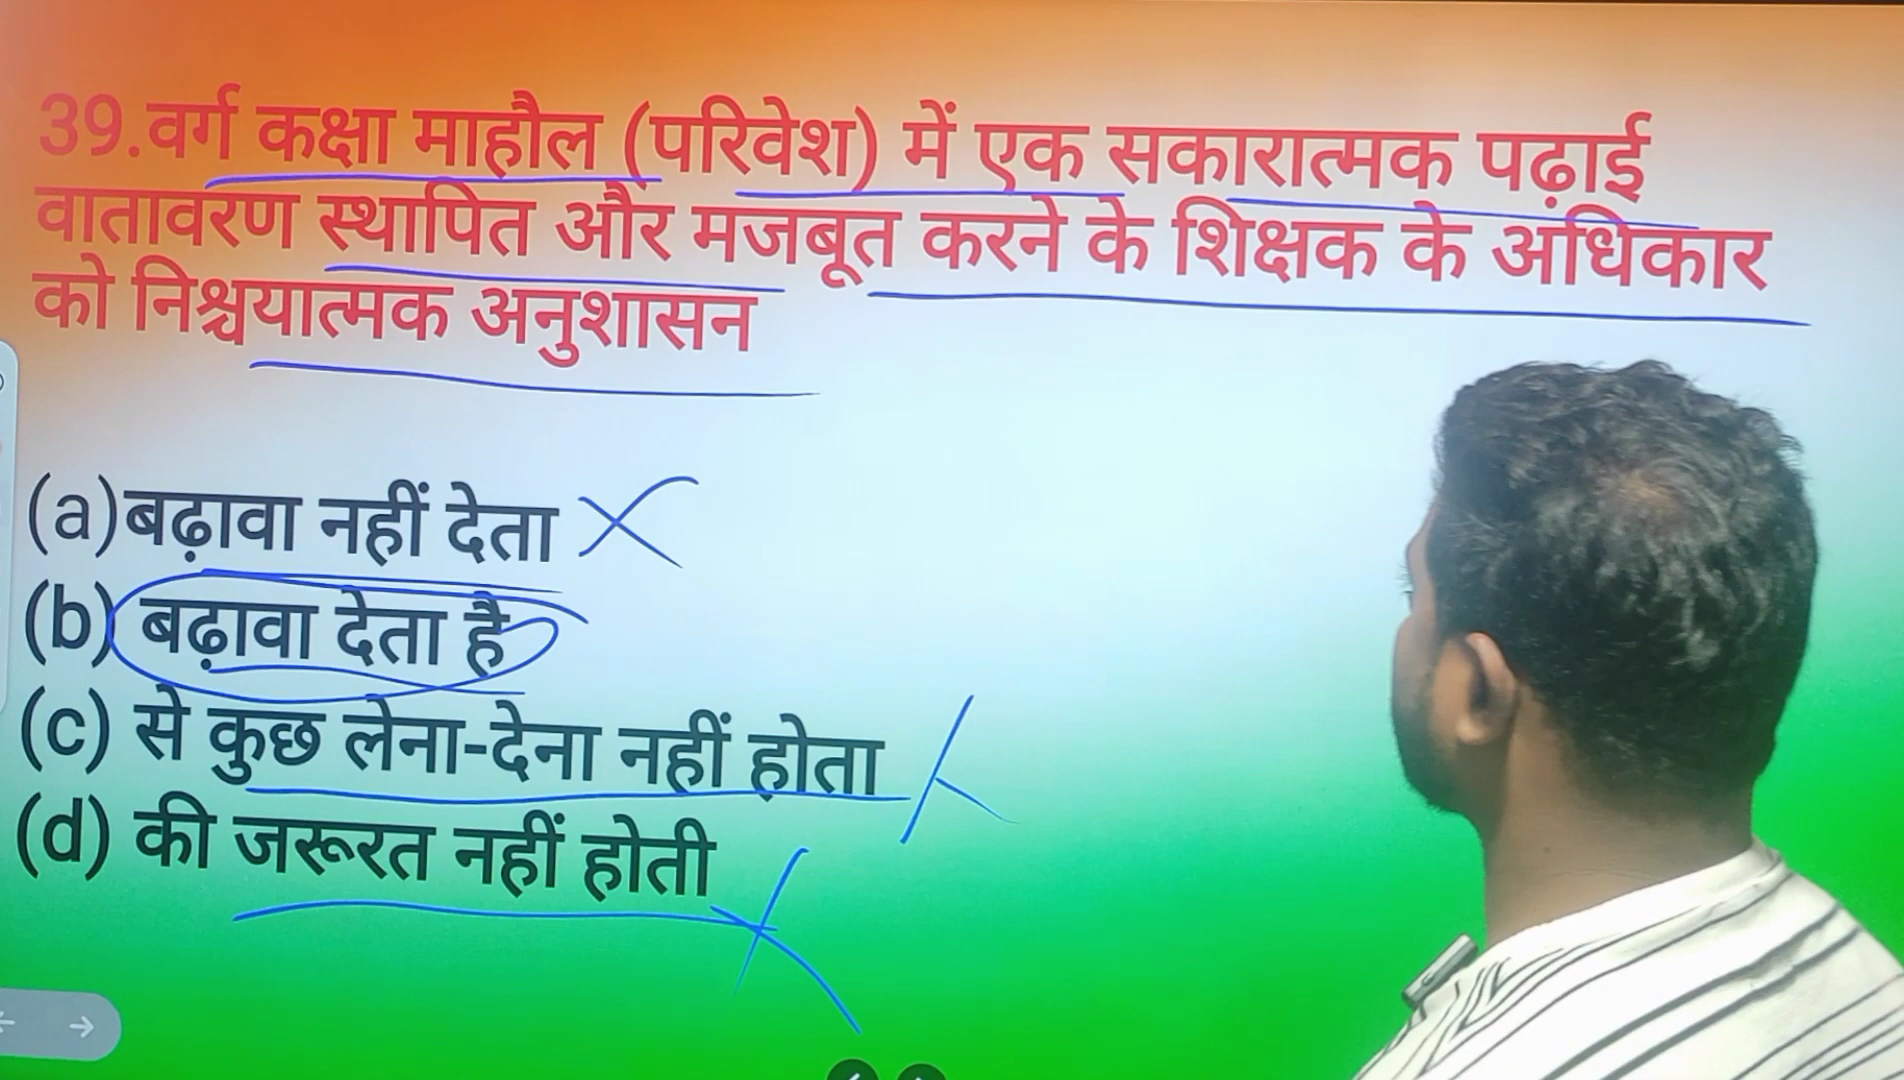 39.वर्ग कक्षा माहौल (परिवेश) में एक सकारात्मक पढ़ाई
वातावरण स्थापित और मजबूत करने के शिक्षक के अधिकार
को निश्चयात्मक अनुशासन
(a)बढ़ावा नहीं देता
(b) बढ़ावा देता है
(c) से कुछ लेना-देना नहीं होता
(d) की जरूरत नहीं होती